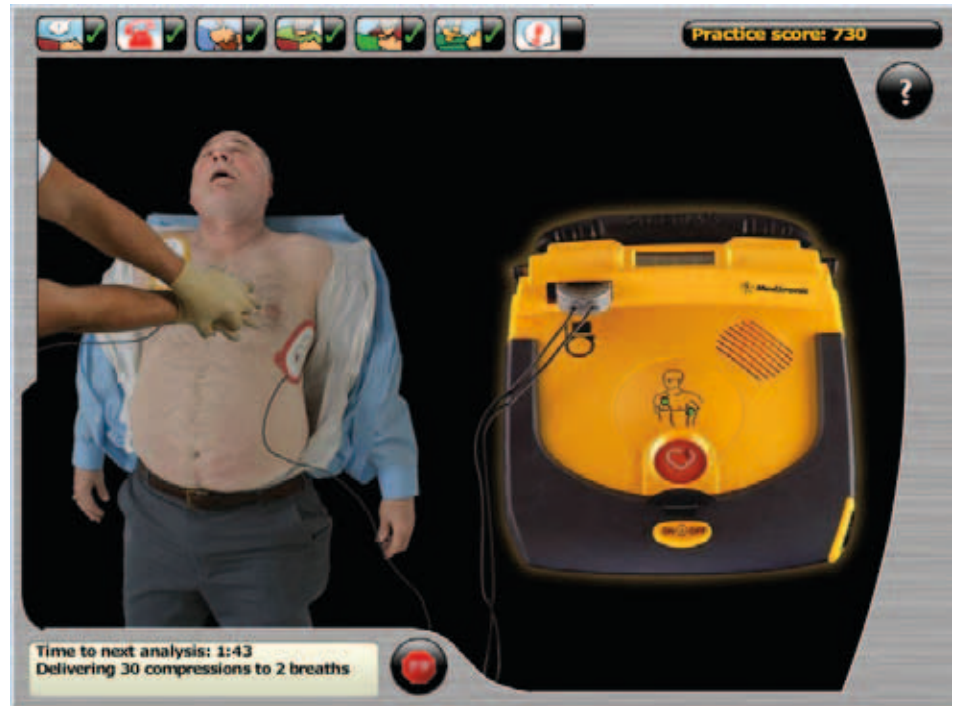 Practice score: 730
?
Medtronic
ON OFF
Time to next analysis: 1:43
Delivering 30 compressions to 2 breaths